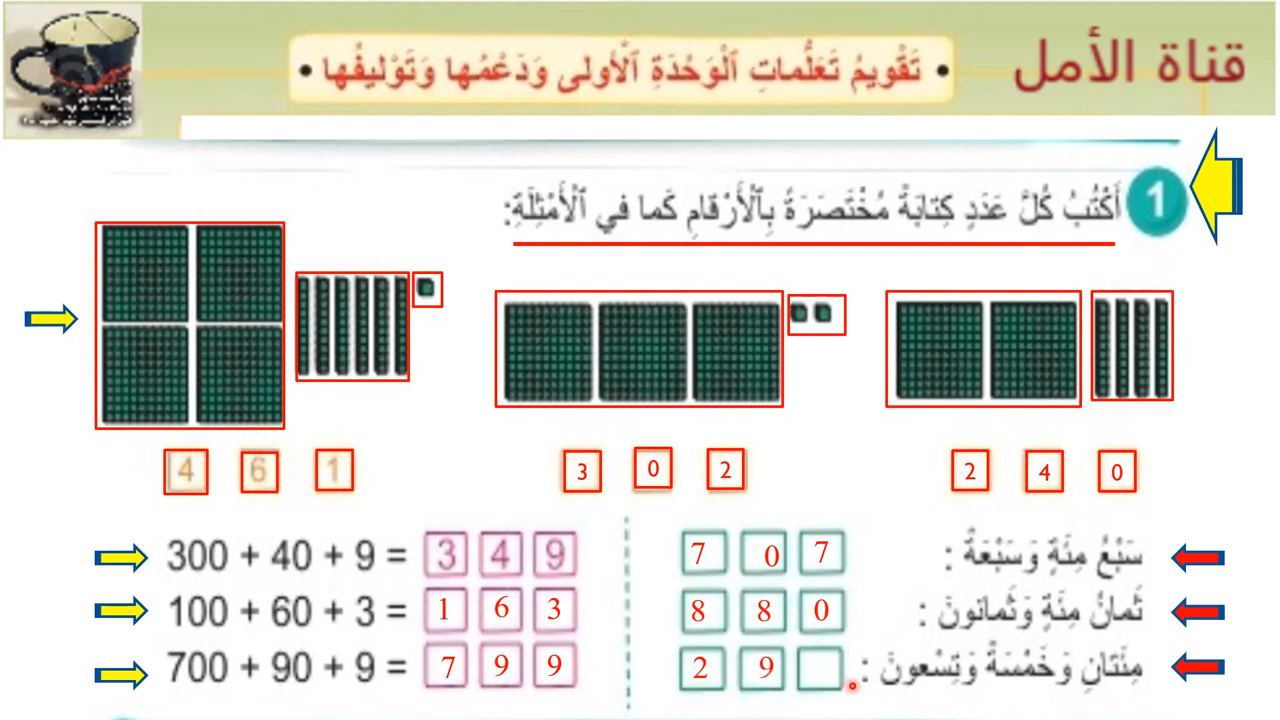 قناة الأمل
• تَقْويمُ تَعَلُّماتِ ٱلْوَحْدَةِ ٱلْأولى وَدَعْمُها وَتَوْليفُها •
1 أَكْتُبُ كُلَّ عَدَدٍ كِتابَةً مُخْتَصَرَةً بِٱلْأَرْقامِ كَما في ٱلْأَمْثِلَةِ:
4 6 1
3 0 2
2 4 0
300 + 40 + 9 = 3 4 9
100 + 60 + 3 = 1 6 3
700 + 90 + 9 = 7 9 9
سَبْعُ مِئَةٍ وَسَبْعَةٌ : 7 0 7
ثَمانُ مِئَةٍ وَثَمانونَ : 8 8 0
مِئَتانِ وَخَمْسَةٌ وَتِسْعونَ : 2 9